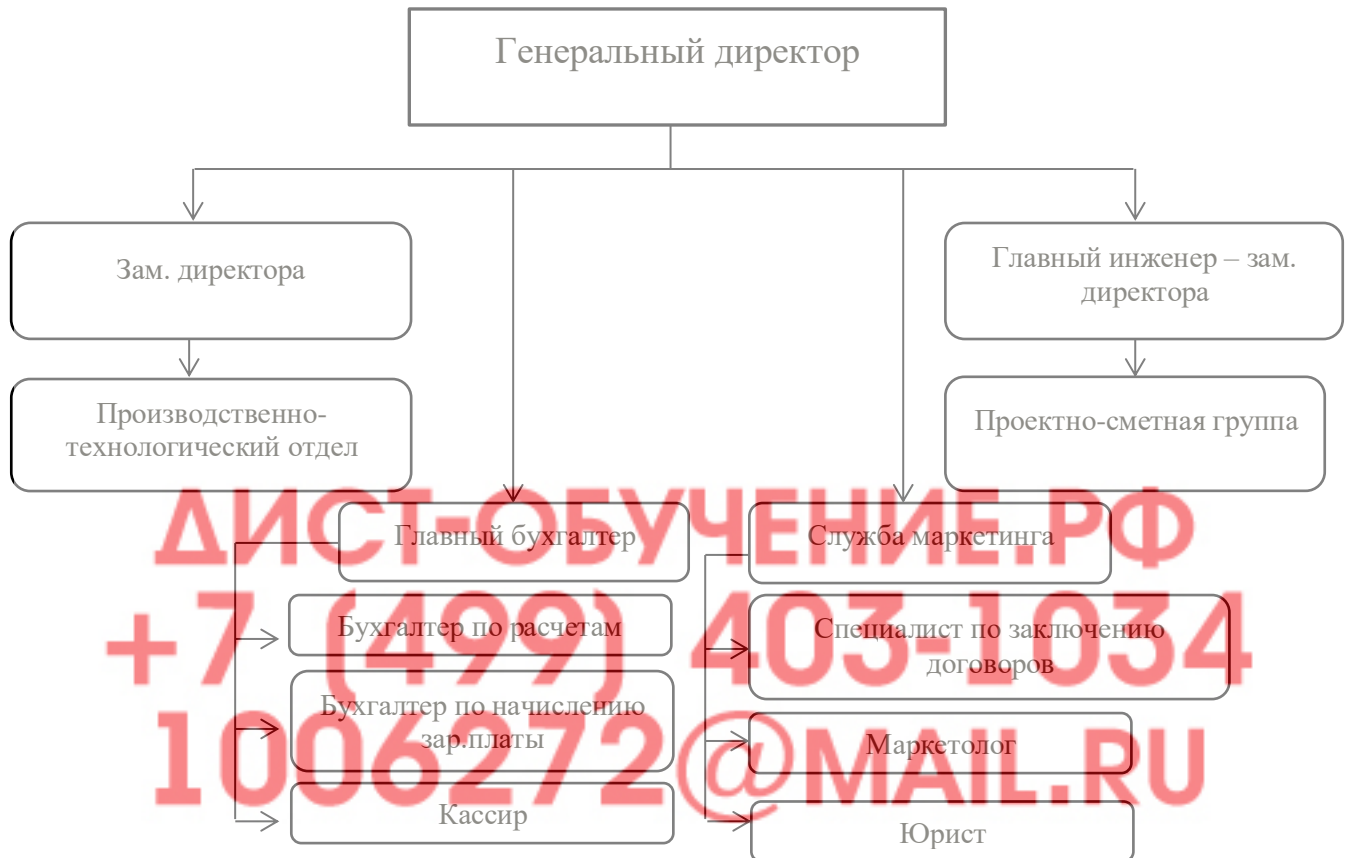 Генеральный директор
Зам. директора
Главный инженер – зам.
директора
Производственно-
технологический отдел
Проектно-сметная группа
ДИСТ-ОБУЧЕНИЕ.РФ
Главный бухгалтер
Служба маркетинга
+7 (499) 403-1034
Бухгалтер по расчетам
Специалист по заключению
договоров
Бухгалтер по начислению
зар.платы
1006272@MAIL.RU
Маркетолог
Кассир
Юрист